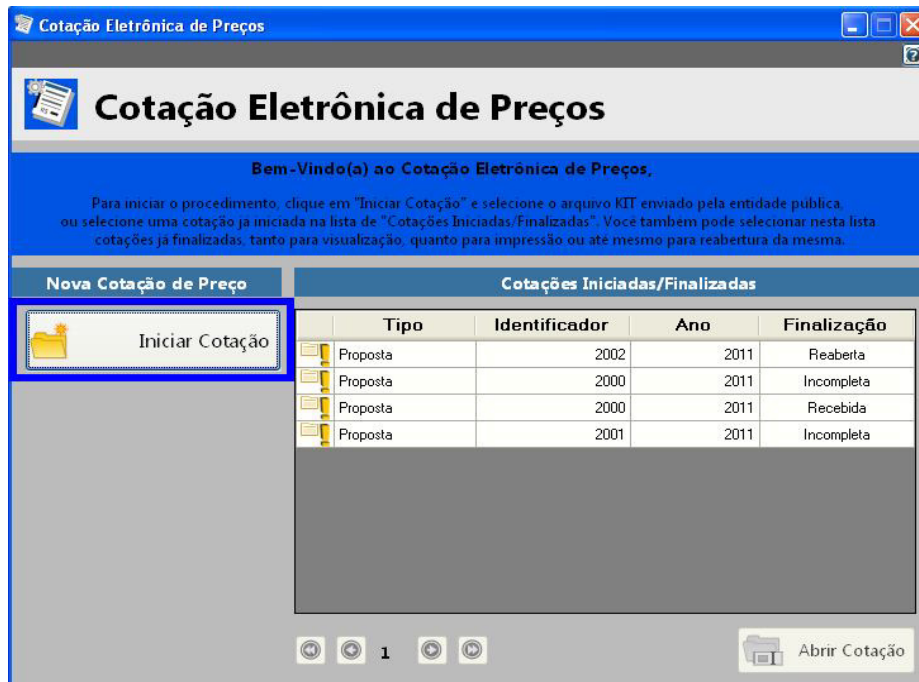 Cotação Eletrônica de Preços
Cotação Eletrônica de Preços
Bem-Vindo(a) ao Cotação Eletrônica de Preços,
Para iniciar o procedimento, clique em "Iniciar Cotação" e selecione o arquivo KIT enviado pela entidade pública,
ou selecione uma cotação já iniciada na lista de "Cotações Iniciadas/Finalizadas". Você também pode selecionar nesta lista
cotações já finalizadas, tanto para visualização, quanto para impressão ou até mesmo para reabertura da mesma.
Nova Cotação de Preço
Cotações Iniciadas/Finalizadas
Iniciar Cotação
Tipo Identificador Ano Finalização
Proposta 2002 2011 Reaberta
Proposta 2000 2011 Incompleta
Proposta 2000 2011 Recebida
Proposta 2001 2011 Incompleta
1
Abrir Cotação